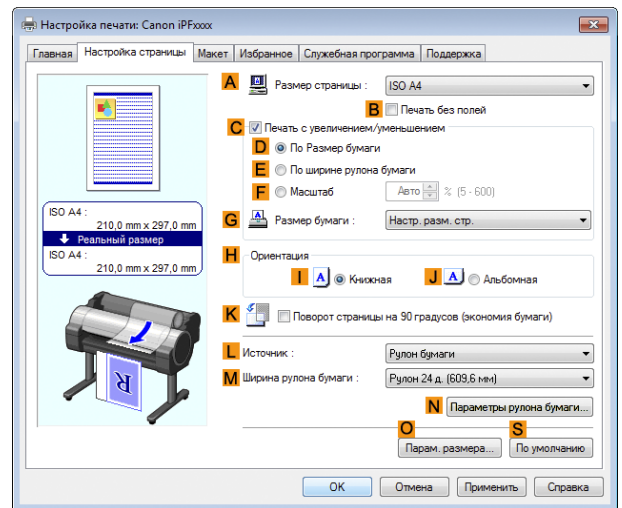 Настройка печати: Canon iPFxxxx
Главная Настройка страницы Макет Избранное Служебная программа Поддержка
A Размер страницы : ISO A4
B Печать без полей
C Печать с увеличением/уменьшением
D По Размер бумаги
E По ширине рулона бумаги
F Масштаб Авто % (5 - 600)
ISO A4 :
210,0 mm x 297,0 mm
Реальный размер
ISO A4 :
210,0 mm x 297,0 mm
G Размер бумаги : Настр. разм. стр.
H Ориентация
I A Книжная J A Альбомная
K Поворот страницы на 90 градусов (экономия бумаги)
L Источник : Рулон бумаги
M Ширина рулона бумаги : Рулон 24 д. (609,6 мм)
R
N Параметры рулона бумаги...
O S
Парам. размера... По умолчанию
OK Отмена Применить Справка